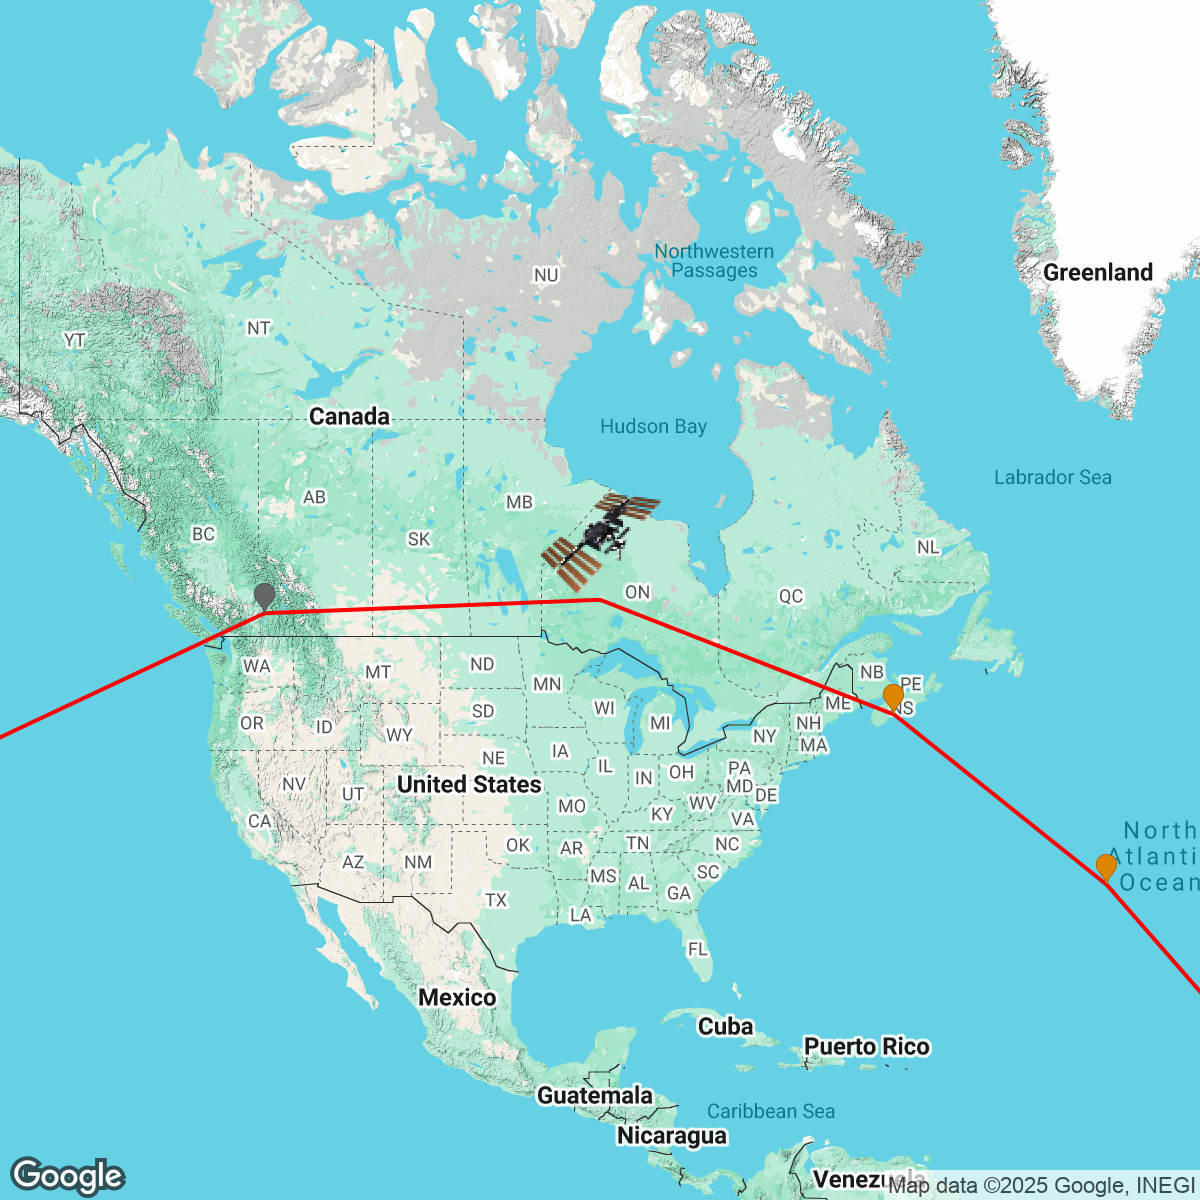 Northwestern
Passages
Greenland
NU
NT
YT
Canada
Hudson Bay
Labrador Sea
AB
MB
SK
BC
NL
ON
QC
NB
PE
NS
WA
MT
ND
MN
ME
OR
ID
SD
WI
MI
NH
WY
NY
MA
IA
NE
IL
IN
OH
PA
NV
UT
United States
MD
DE
MO
WV
KY
CA
VA
North
Atlanti
Ocean
AZ
NM
OK
AR
TN
NC
MS
AL
SC
GA
TX
LA
FL
Mexico
Cuba
Puerto Rico
Guatemala
Caribbean Sea
Nicaragua
Venezuela
Google
Map data ©2025 Google, INEGI